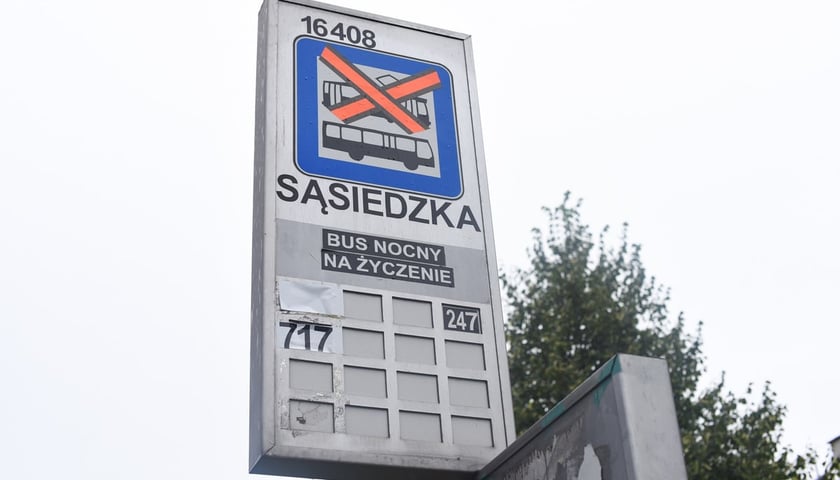 16408
SĄSIEDZKA
BUS NOCNY
NA ŻYCZENIE
247
717